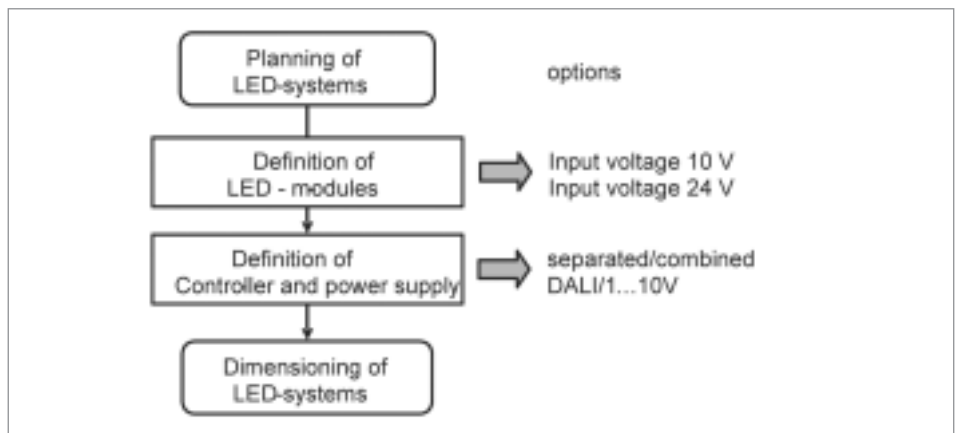 Planning of
LED-systems
options
Definition of
LED - modules
Input voltage 10 V
Input voltage 24 V
Definition of
Controller and power supply
separated/combined
DALI/1...10V
Dimensioning of
LED-systems